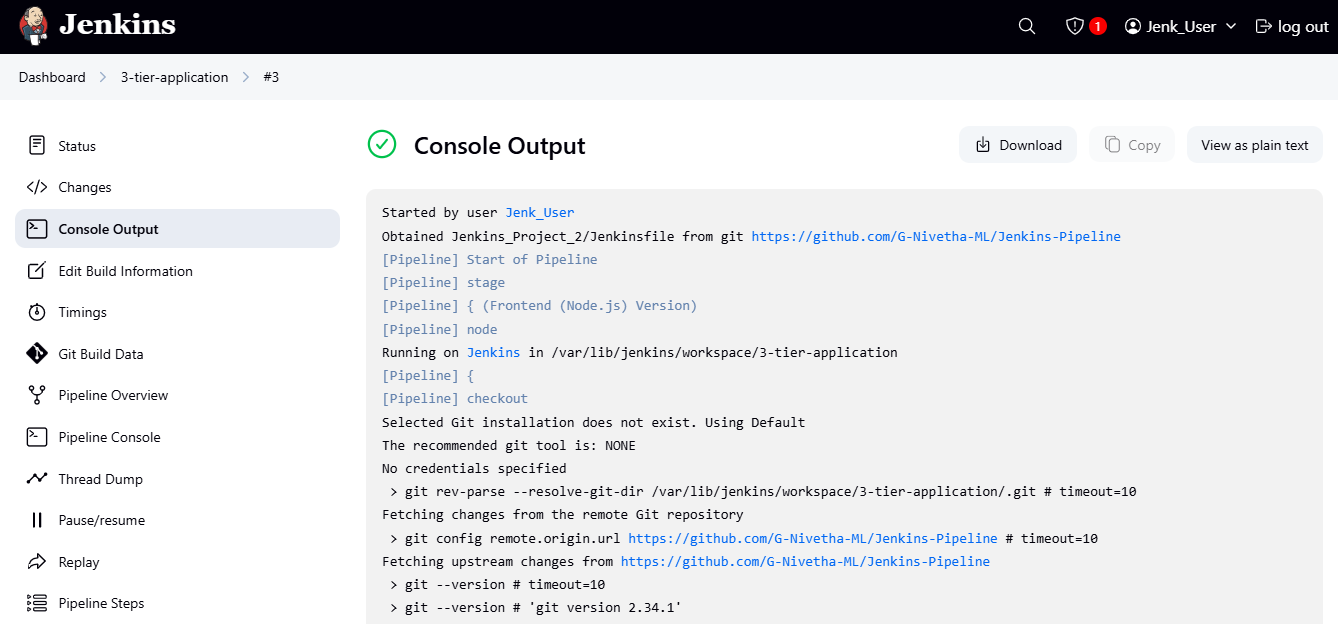 Jenkins
1
Jenk_User
log out
Dashboard
3-tier-application
#3
Status
Changes
Console Output
Edit Build Information
Timings
Git Build Data
Pipeline Overview
Pipeline Console
Thread Dump
Pause/resume
Replay
Pipeline Steps
Console Output
Download
Copy
View as plain text
Started by user Jenk_User
Obtained Jenkins_Project_2/Jenkinsfile from git https://github.com/G-Nivetha-ML/Jenkins-Pipeline
[Pipeline] Start of Pipeline
[Pipeline] stage
[Pipeline] { (Frontend (Node.js) Version)
[Pipeline] node
Running on Jenkins in /var/lib/jenkins/workspace/3-tier-application
[Pipeline] {
[Pipeline] checkout
Selected Git installation does not exist. Using Default
The recommended git tool is: NONE
No credentials specified
> git rev-parse --resolve-git-dir /var/lib/jenkins/workspace/3-tier-application/.git # timeout=10
Fetching changes from the remote Git repository
> git config remote.origin.url https://github.com/G-Nivetha-ML/Jenkins-Pipeline # timeout=10
Fetching upstream changes from https://github.com/G-Nivetha-ML/Jenkins-Pipeline
> git --version # timeout=10
> git --version # 'git version 2.34.1'